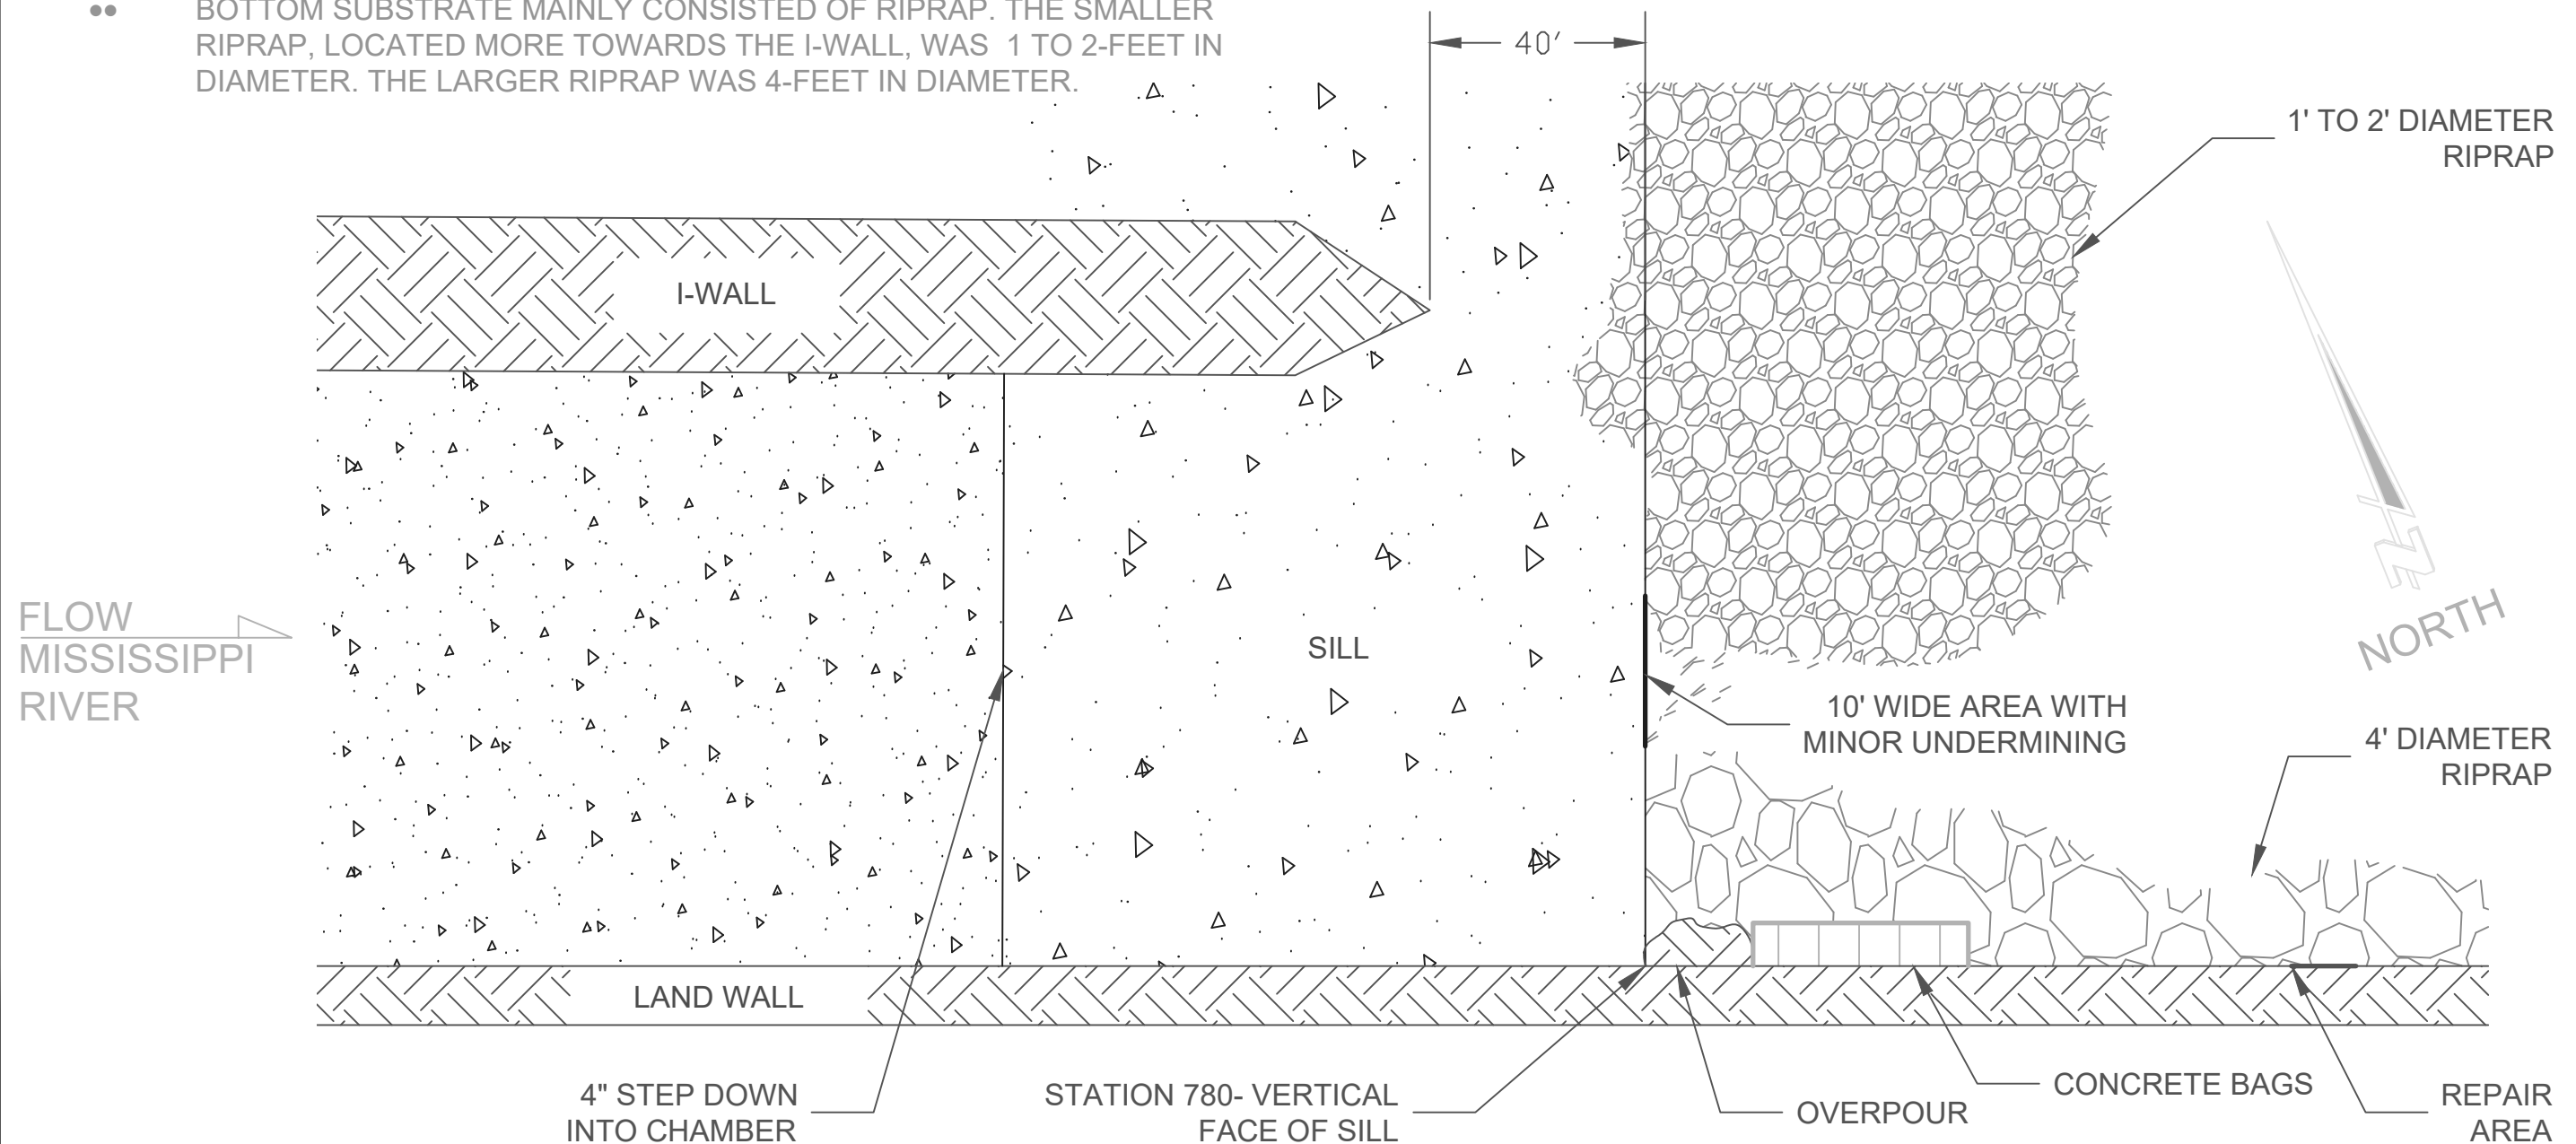 BOTTOM SUBSTRATE MAINLY CONSISTED OF RIPRAP. THE SMALLER
RIPRAP, LOCATED MORE TOWARDS THE I-WALL, WAS 1 TO 2-FEET IN
DIAMETER. THE LARGER RIPRAP WAS 4-FEET IN DIAMETER.
40'
1' TO 2' DIAMETER
RIPRAP
I-WALL
N
NORTH
FLOW
MISSISSIPPI
RIVER
SILL
10' WIDE AREA WITH
MINOR UNDERMINING
4' DIAMETER
RIPRAP
LAND WALL
4" STEP DOWN
INTO CHAMBER
STATION 780- VERTICAL
FACE OF SILL
OVERPOUR
CONCRETE BAGS
REPAIR
AREA